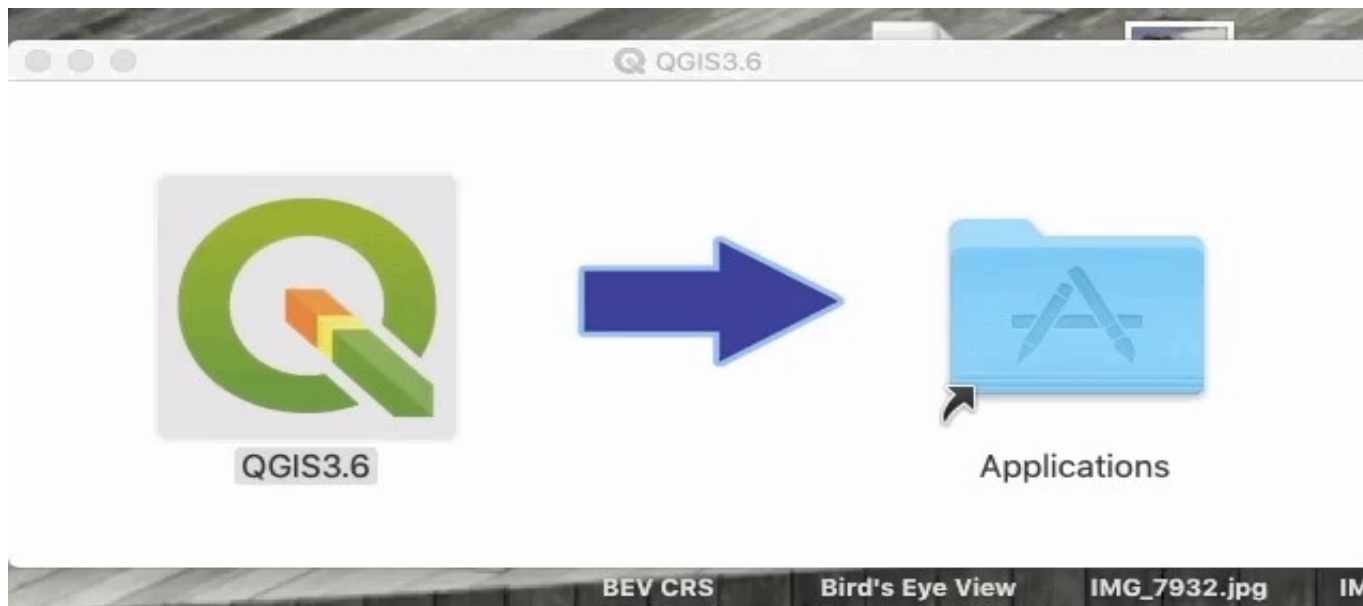 QGIS3.6
QGIS3.6
Applications
BEV CRS
Bird's Eye View
IMG_7932.jpg